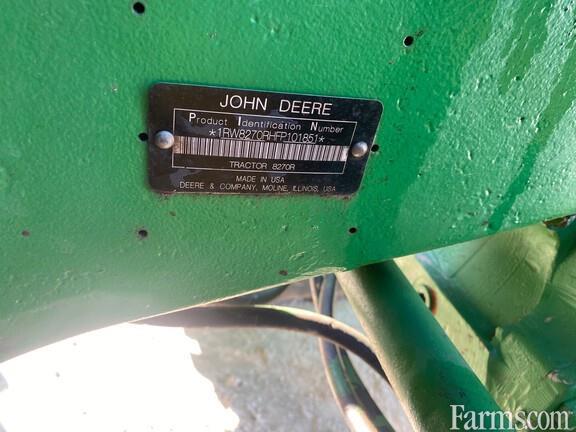 JOHN DEERE
Product Identification Number
*1RW8270RHFP101851*
TRACTOR 8270R
MADE IN USA
DEERE & COMPANY, MOLINE, ILLINOIS, USA
Farms.com